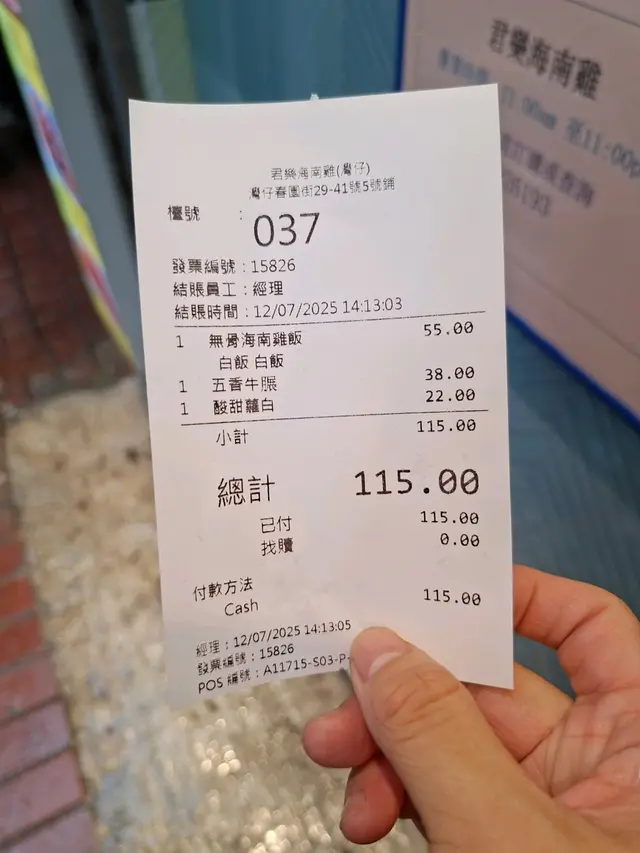 君樂海南雞(灣仔)
灣仔春園街29-41號5號鋪
檯號 :
037
發票編號 : 15826
結賬員工 : 經理
結賬時間 : 12/07/2025 14:13:03
1 無骨海南雞飯 55.00
白飯 白飯
1 五香牛腒 38.00
1 酸甜蘿白 22.00
小計 115.00
總計 115.00
已付 115.00
找贖 0.00
付款方法
Cash 115.00
經理 : 12/07/2025 14:13:05
發票編號 : 15826
POS 編號 : A11715-S03-P-
君樂海南雞
至11:00p